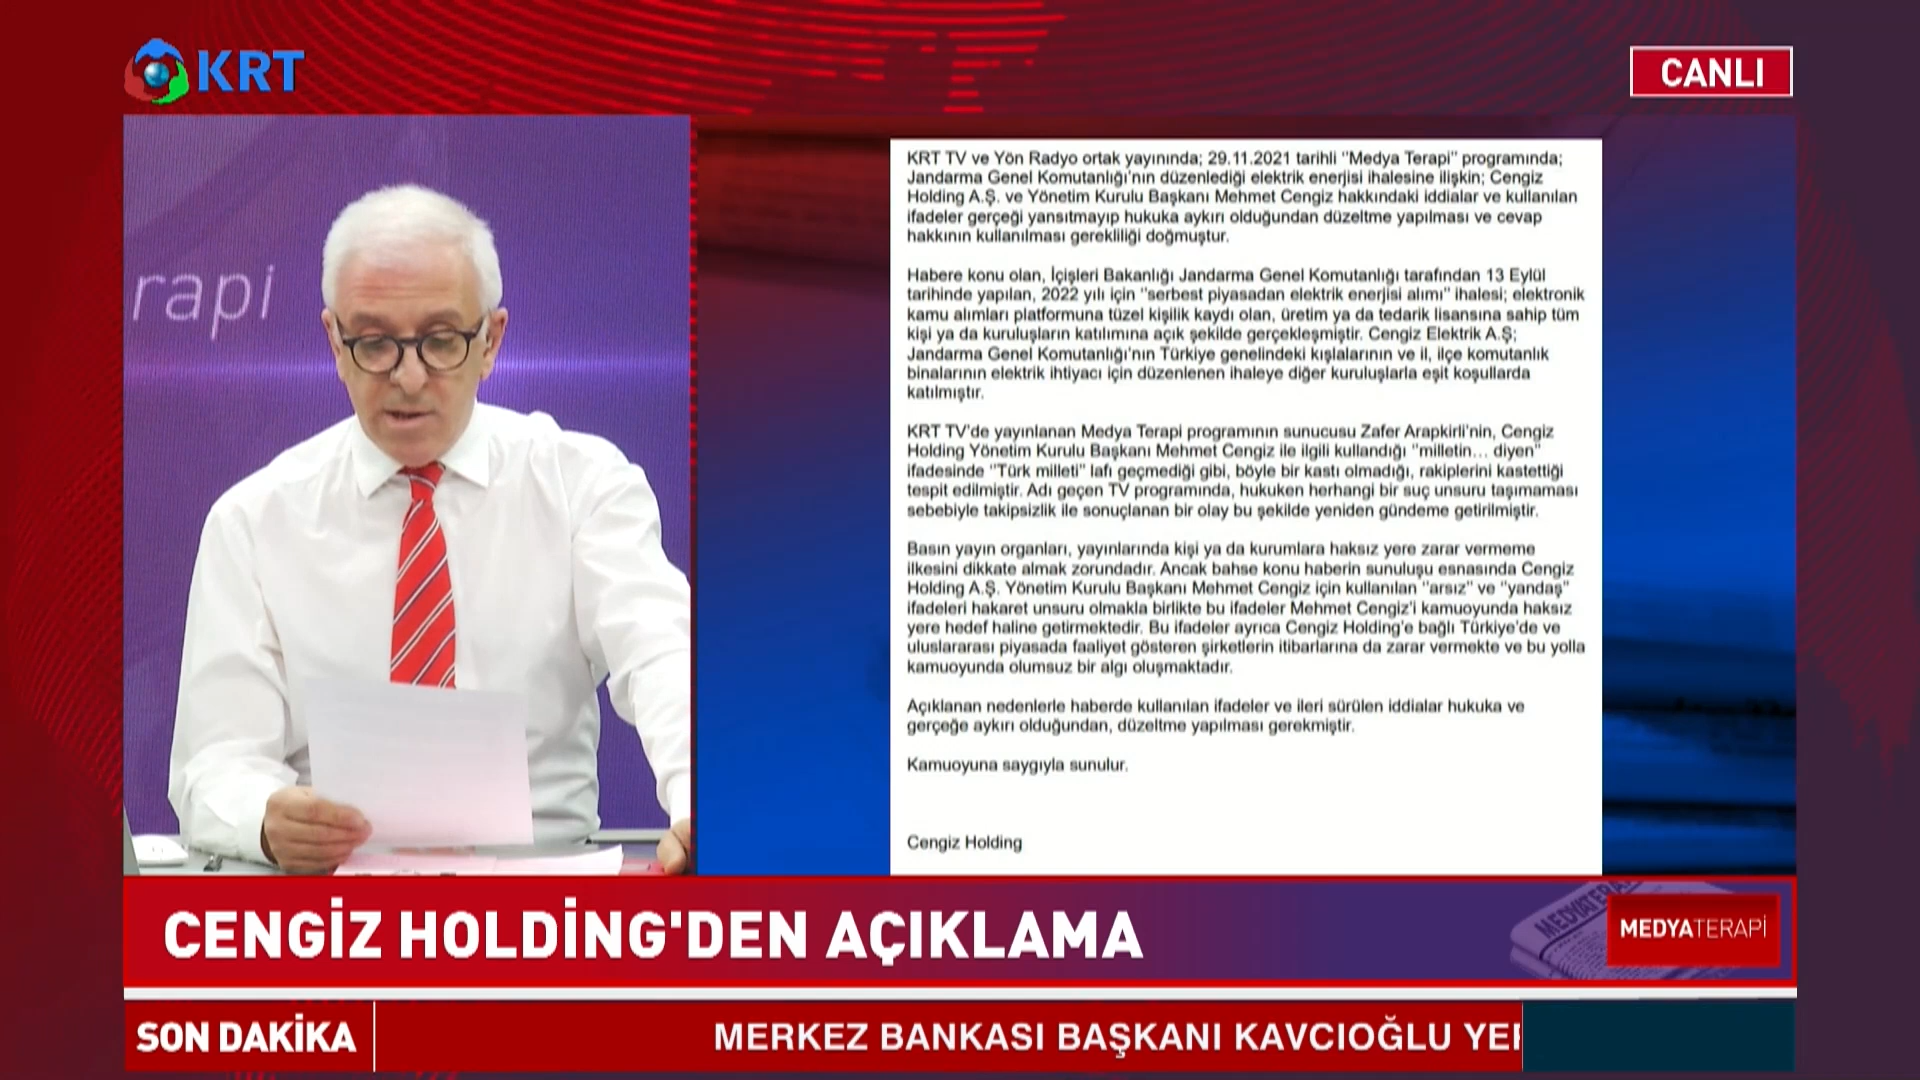 KRT
CANLI
rapi
KRT TV ve Yön Radyo ortak yayınında; 29.11.2021 tarihli "Medya Terapi" programında;
Jandarma Genel Komutanlığı'nın düzenlediği elektrik enerjisi ihalesine ilişkin; Cengiz
Holding A.Ş. ve Yönetim Kurulu Başkanı Mehmet Cengiz hakkındaki iddialar ve kullanılan
ifadeler gerçeği yansıtmayıp hukuka aykırı olduğundan düzeltme yapılması ve cevap
hakkının kullanılması gerekliliği doğmuştur.
Habere konu olan, İçişleri Bakanlığı Jandarma Genel Komutanlığı tarafından 13 Eylül
tarihinde yapılan, 2022 yılı için "serbest piyasadan elektrik enerjisi alımı" ihalesi; elektronik
kamu alımları platformuna tüzel kişilik kaydı olan, üretim ya da tedarik lisansına sahip tüm
kişi ya da kuruluşların katılımına açık şekilde gerçekleşmiştir. Cengiz Elektrik A.Ş;
Jandarma Genel Komutanlığı'nın Türkiye genelindeki kışlalarının ve il, ilçe komutanlık
binalarının elektrik ihtiyacı için düzenlenen ihaleye diğer kuruluşlarla eşit koşullarda
katılmıştır.
KRT TV'de yayınlanan Medya Terapi programının sunucusu Zafer Arapkirli'nin, Cengiz
Holding Yönetim Kurulu Başkanı Mehmet Cengiz ile ilgili kullandığı "milletin... diyen"
ifadesinde "Türk milleti" lafı geçmediği gibi, böyle bir kastı olmadığı, rakiplerini kastettiği
tespit edilmiştir. Adı geçen TV programında, hukuken herhangi bir suç unsuru taşımaması
sebebiyle takipsizlik ile sonuçlanan bir olay bu şekilde yeniden gündeme getirilmiştir.
Basın yayın organları, yayınlarında kişi ya da kurumlara haksız yere zarar vermeme
ilkesini dikkate almak zorundadır. Ancak bahse konu haberin sunuluşu esnasında Cengiz
Holding A.Ş. Yönetim Kurulu Başkanı Mehmet Cengiz için kullanılan "arsız" ve "yandaş"
ifadeleri hakaret unsuru olmakla birlikte bu ifadeler Mehmet Cengiz'i kamuoyunda haksız
yere hedef haline getirmektedir. Bu ifadeler ayrıca Cengiz Holding'e bağlı Türkiye'de ve
uluslararası piyasada faaliyet gösteren şirketlerin itibarlarına da zarar vermekte ve bu yolla
kamuoyunda olumsuz bir algı oluşmaktadır.
Açıklanan nedenlerle haberde kullanılan ifadeler ve ileri sürülen iddialar hukuka ve
gerçeğe aykırı olduğundan, düzeltme yapılması gerekmiştir.
Kamuoyuna saygıyla sunulur.
Cengiz Holding
CENGİZ HOLDİNG'DEN AÇIKLAMA
MEDYATERAPİ
SON DAKİKA
MERKEZ BANKASI BAŞKANI KAVCIOĞLU